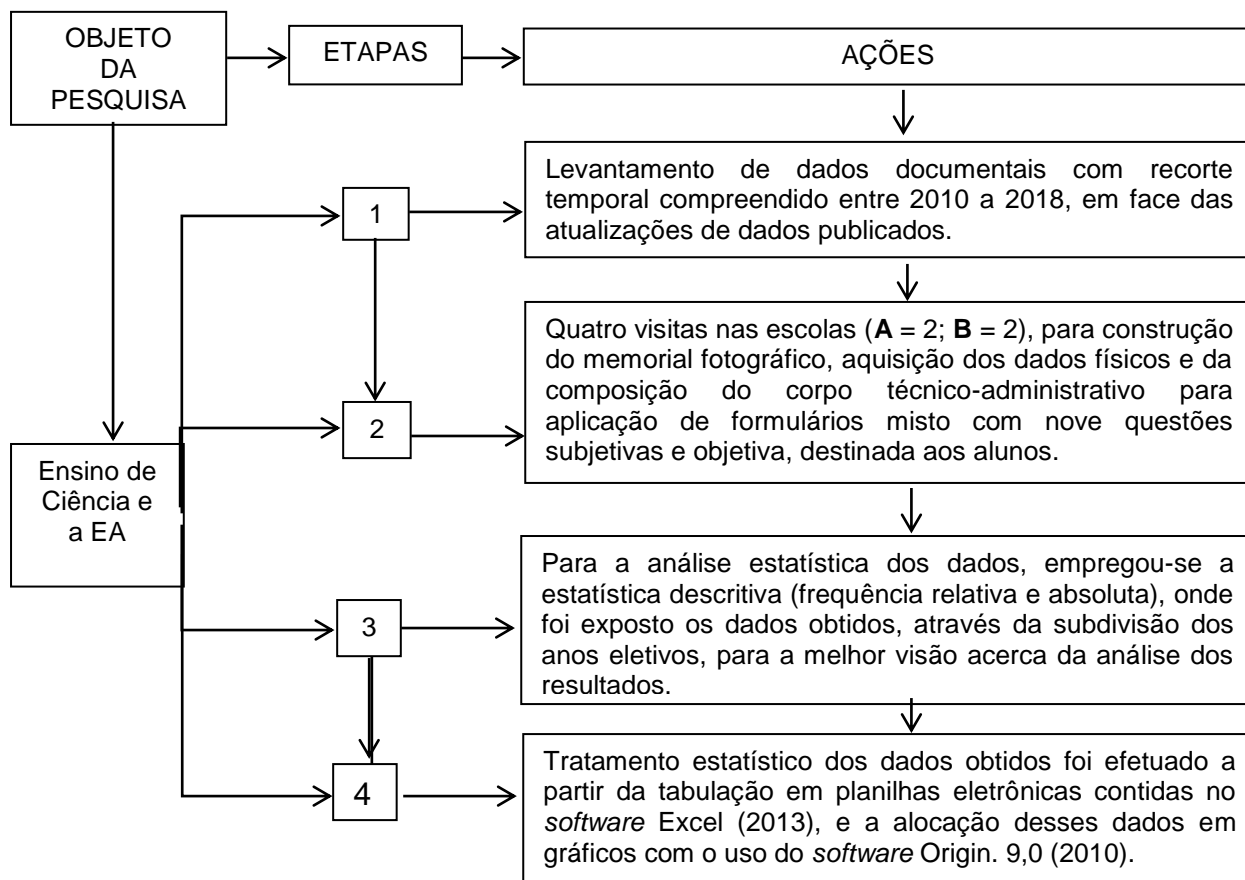 OBJETO
DA
PESQUISA
ETAPAS
AÇÕES
1
Levantamento de dados documentais com recorte
temporal compreendido entre 2010 a 2018, em face das
atualizações de dados publicados.
2
Quatro visitas nas escolas (A = 2; B = 2), para construção
do memorial fotográfico, aquisição dos dados físicos e da
composição do corpo técnico-administrativo para
aplicação de formulários misto com nove questões
subjetivas e objetiva, destinada aos alunos.
Ensino de
Ciência e
a EA
3
Para a análise estatística dos dados, empregou-se a
estatística descritiva (frequência relativa e absoluta), onde
foi exposto os dados obtidos, através da subdivisão dos
anos eletivos, para a melhor visão acerca da análise dos
resultados.
4
Tratamento estatístico dos dados obtidos foi efetuado a
partir da tabulação em planilhas eletrônicas contidas no
software Excel (2013), e a alocação desses dados em
gráficos com o uso do software Origin. 9,0 (2010).